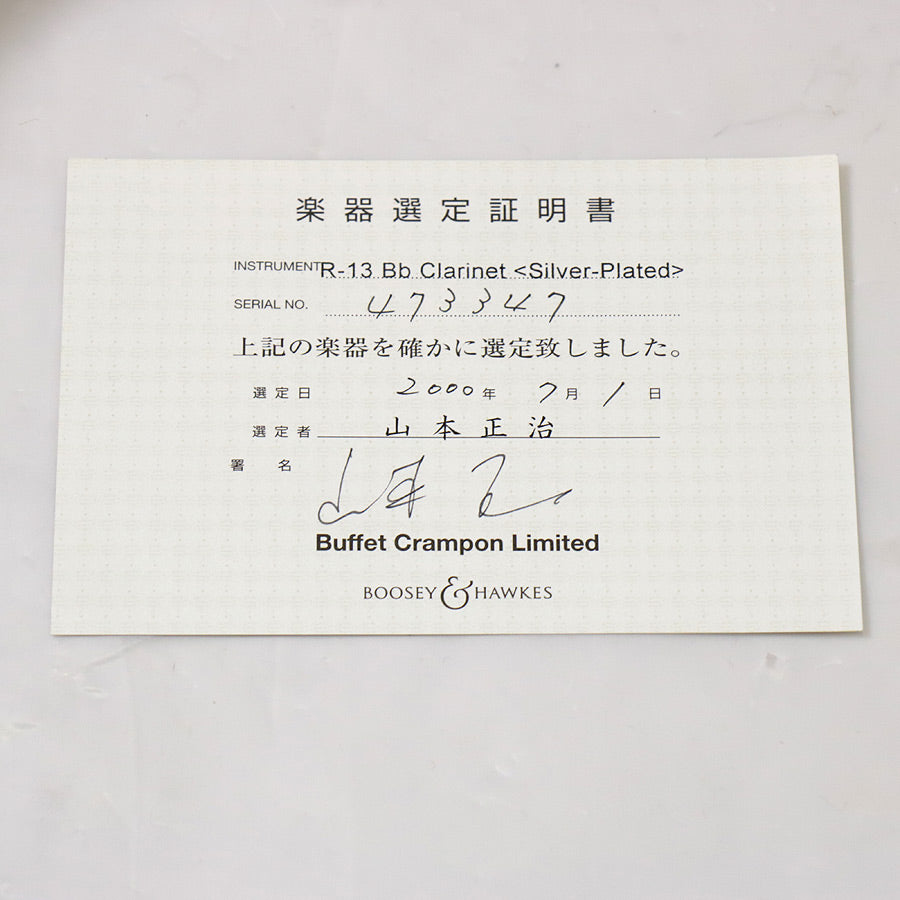 楽器選定証明書
INSTRUMENT R-13 Bb Clarinet <Silver-Plated>
SERIAL NO. 473347
上記の楽器を確かに選定致しました。
選定日 2000年 7月 1日
選定者 山本正治
署名
Buffet Crampon Limited
BOOSEY & HAWKES